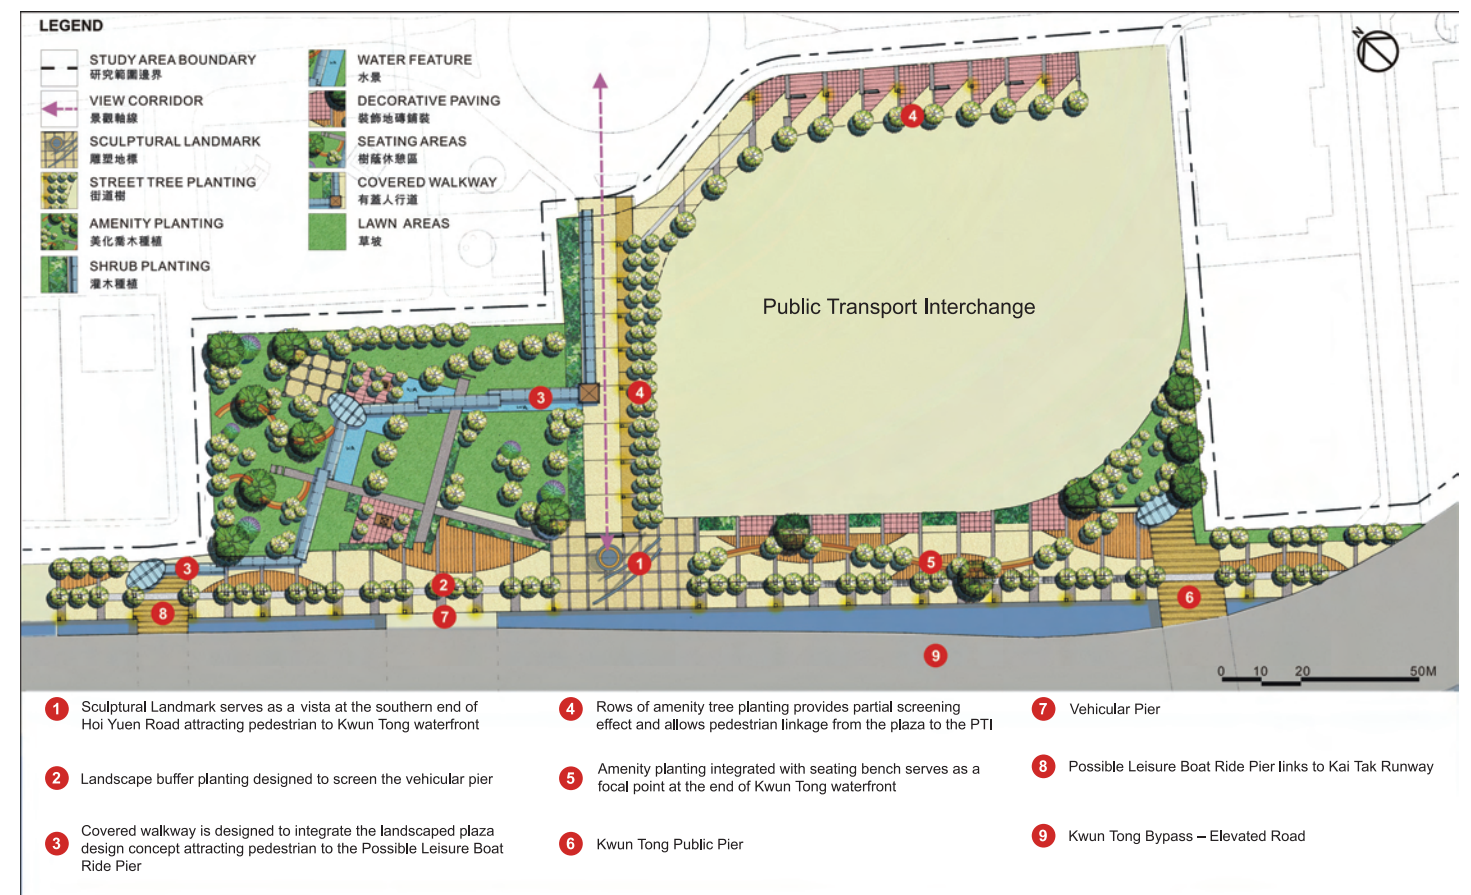 LEGEND
STUDY AREA BOUNDARY
研究範圍邊界
VIEW CORRIDOR
景觀軸線
SCULPTURAL LANDMARK
雕塑地標
STREET TREE PLANTING
街道樹
AMENITY PLANTING
美化喬木種植
SHRUB PLANTING
灌木種植
WATER FEATURE
水景
DECORATIVE PAVING
裝飾地磚鋪裝
SEATING AREAS
樹蔭休憩區
COVERED WALKWAY
有蓋人行道
LAWN AREAS
草坡
N
4
Public Transport Interchange
3
4
3
1
5
2
8
7
6
9
0 10 20 50M
1 Sculptural Landmark serves as a vista at the southern end of
Hoi Yuen Road attracting pedestrian to Kwun Tong waterfront
2 Landscape buffer planting designed to screen the vehicular pier
3 Covered walkway is designed to integrate the landscaped plaza
design concept attracting pedestrian to the Possible Leisure Boat
Ride Pier
4 Rows of amenity tree planting provides partial screening
effect and allows pedestrian linkage from the plaza to the PTI
5 Amenity planting integrated with seating bench serves as a
focal point at the end of Kwun Tong waterfront
6 Kwun Tong Public Pier
7 Vehicular Pier
8 Possible Leisure Boat Ride Pier links to Kai Tak Runway
9 Kwun Tong Bypass – Elevated Road